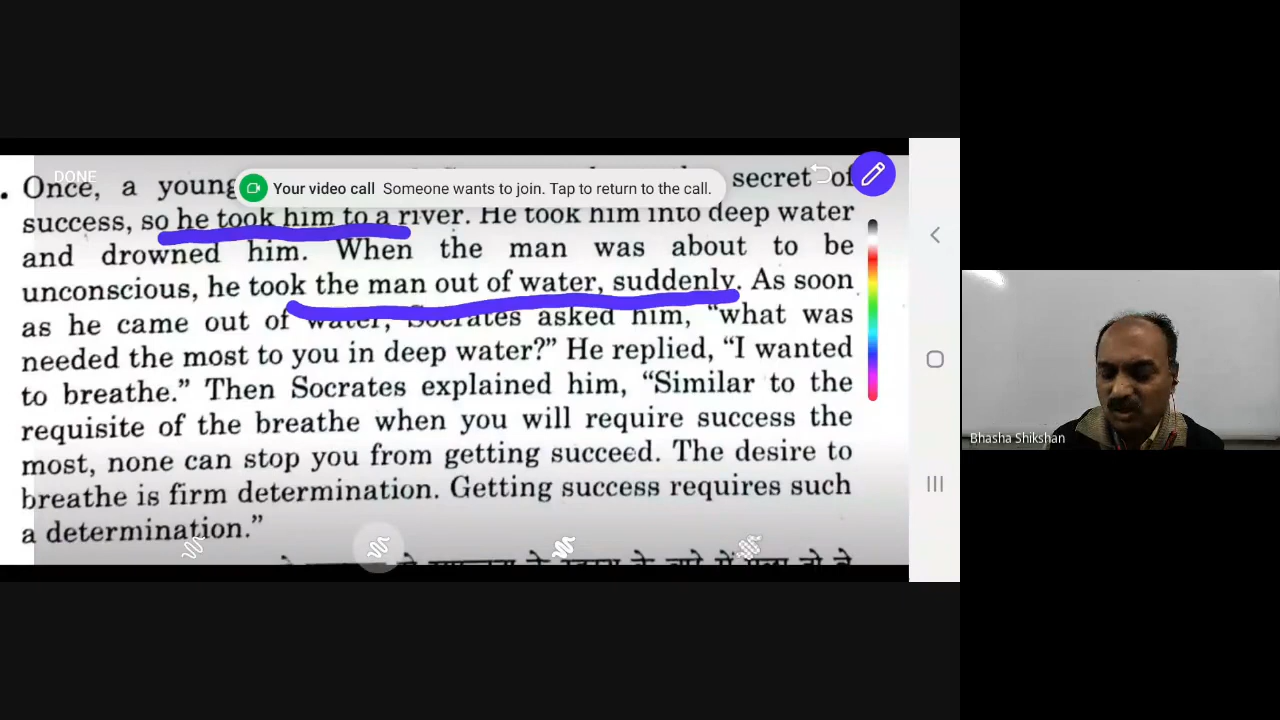 DONE
Your video call Someone wants to join. Tap to return to the call.
. Once, a young secret of
success, so he took him to a river. He took him into deep water
and drowned him. When the man was about to be
unconscious, he took the man out of water, suddenly. As soon
as he came out of water, Socrates asked him, “what was
needed the most to you in deep water?” He replied, “I wanted
to breathe.” Then Socrates explained him, “Similar to the
requisite of the breathe when you will require success the
most, none can stop you from getting succeed. The desire to
breathe is firm determination. Getting success requires such
a determination.”
Bhasha Shikshan